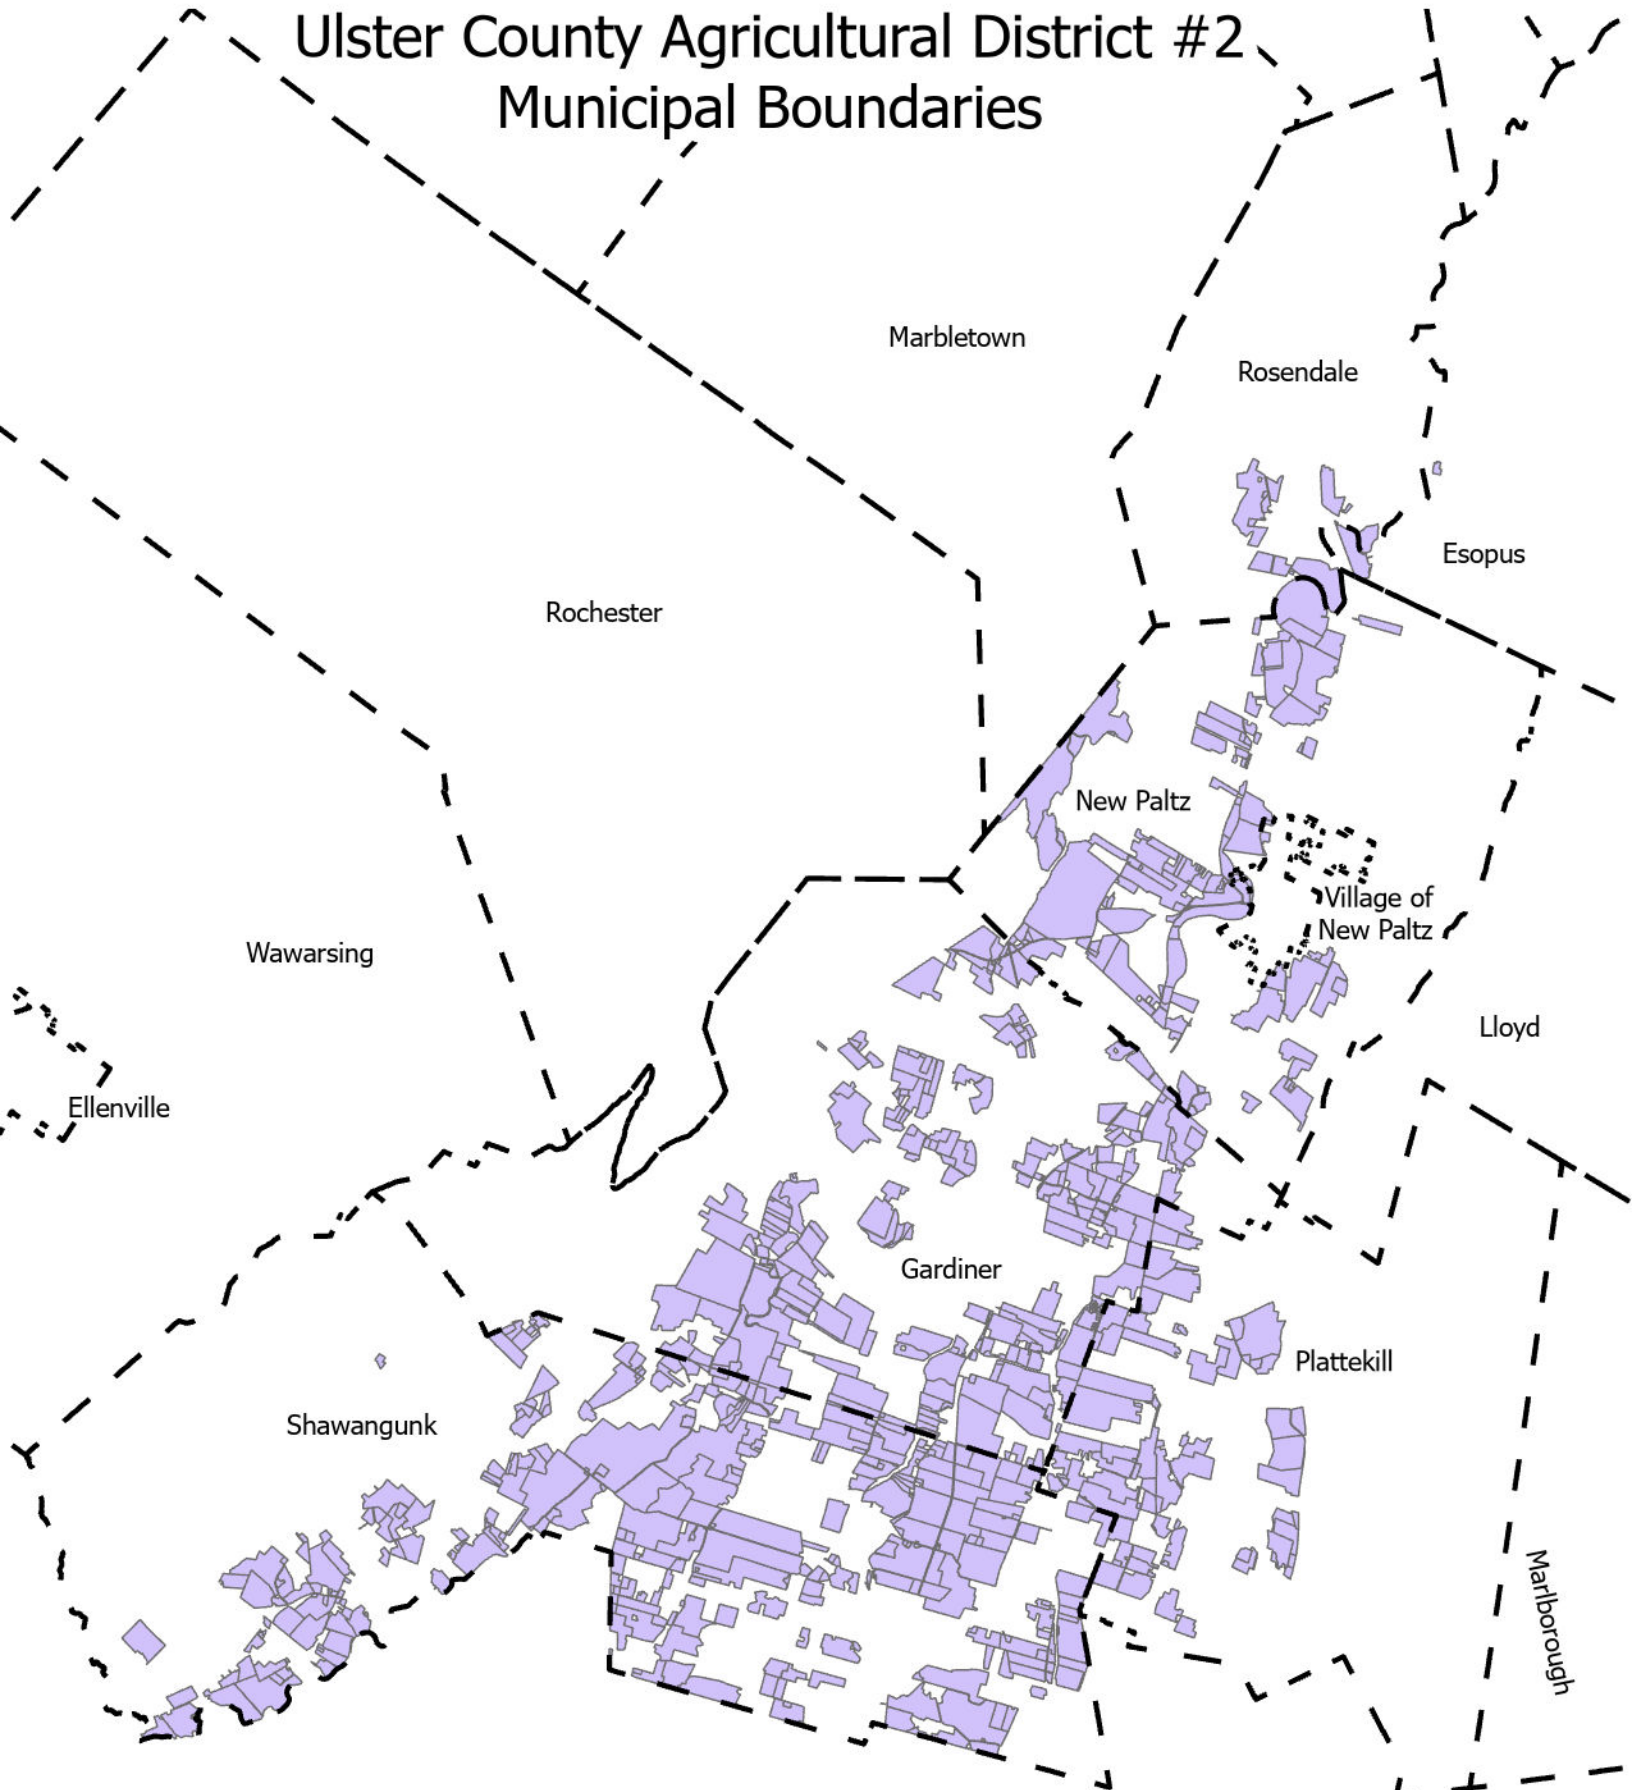 Ulster County Agricultural District #2
Municipal Boundaries
Marbletown
Rosendale
Esopus
Rochester
New Paltz
Village of
New Paltz
Wawarsing
Lloyd
Ellenville
Gardiner
Plattekill
Shawangunk
Marlborough